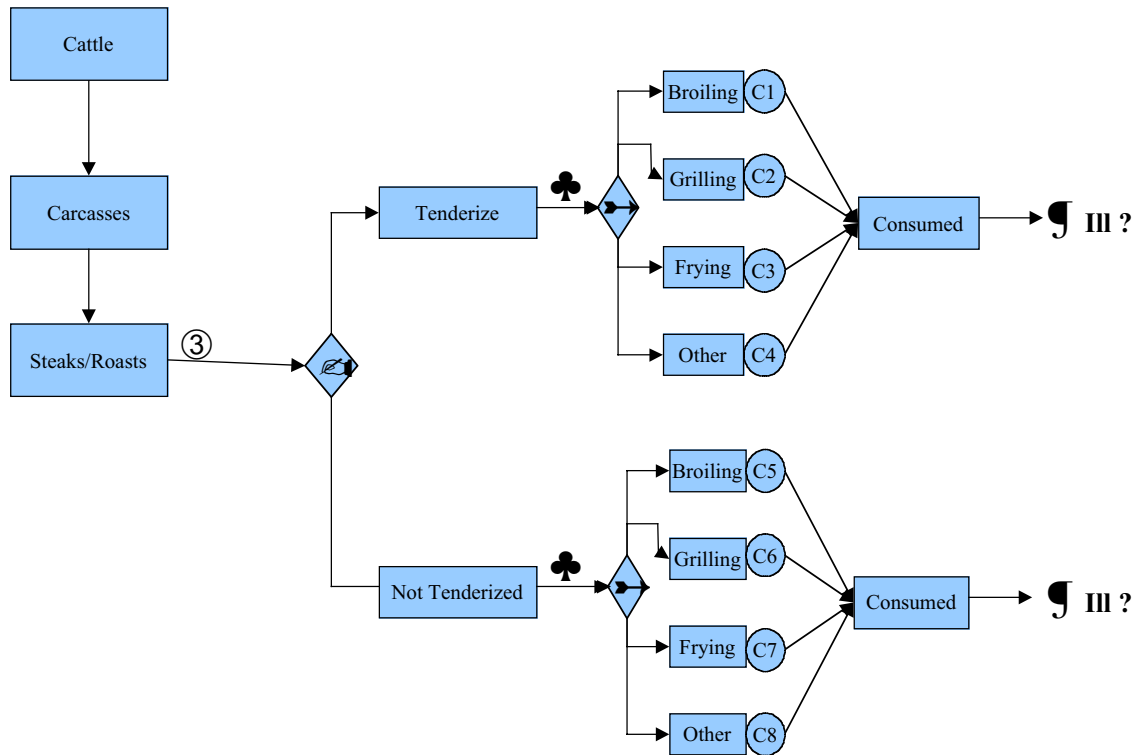 Cattle
Carcasses
Steaks/Roasts
③
Tenderize
♣
Broiling C1
Grilling C2
Frying C3
Other C4
Consumed
¶ Ill ?
Not Tenderized
♣
Broiling C5
Grilling C6
Frying C7
Other C8
Consumed
¶ Ill ?